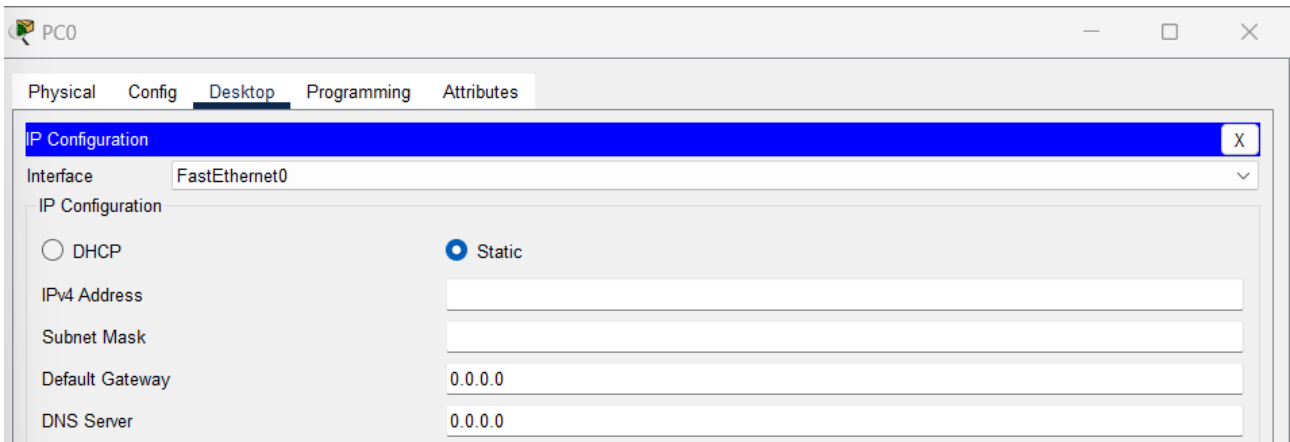 PC0
Physical Config Desktop Programming Attributes
IP Configuration X
Interface FastEthernet0
IP Configuration
DHCP Static
IPv4 Address
Subnet Mask
Default Gateway 0.0.0.0
DNS Server 0.0.0.0